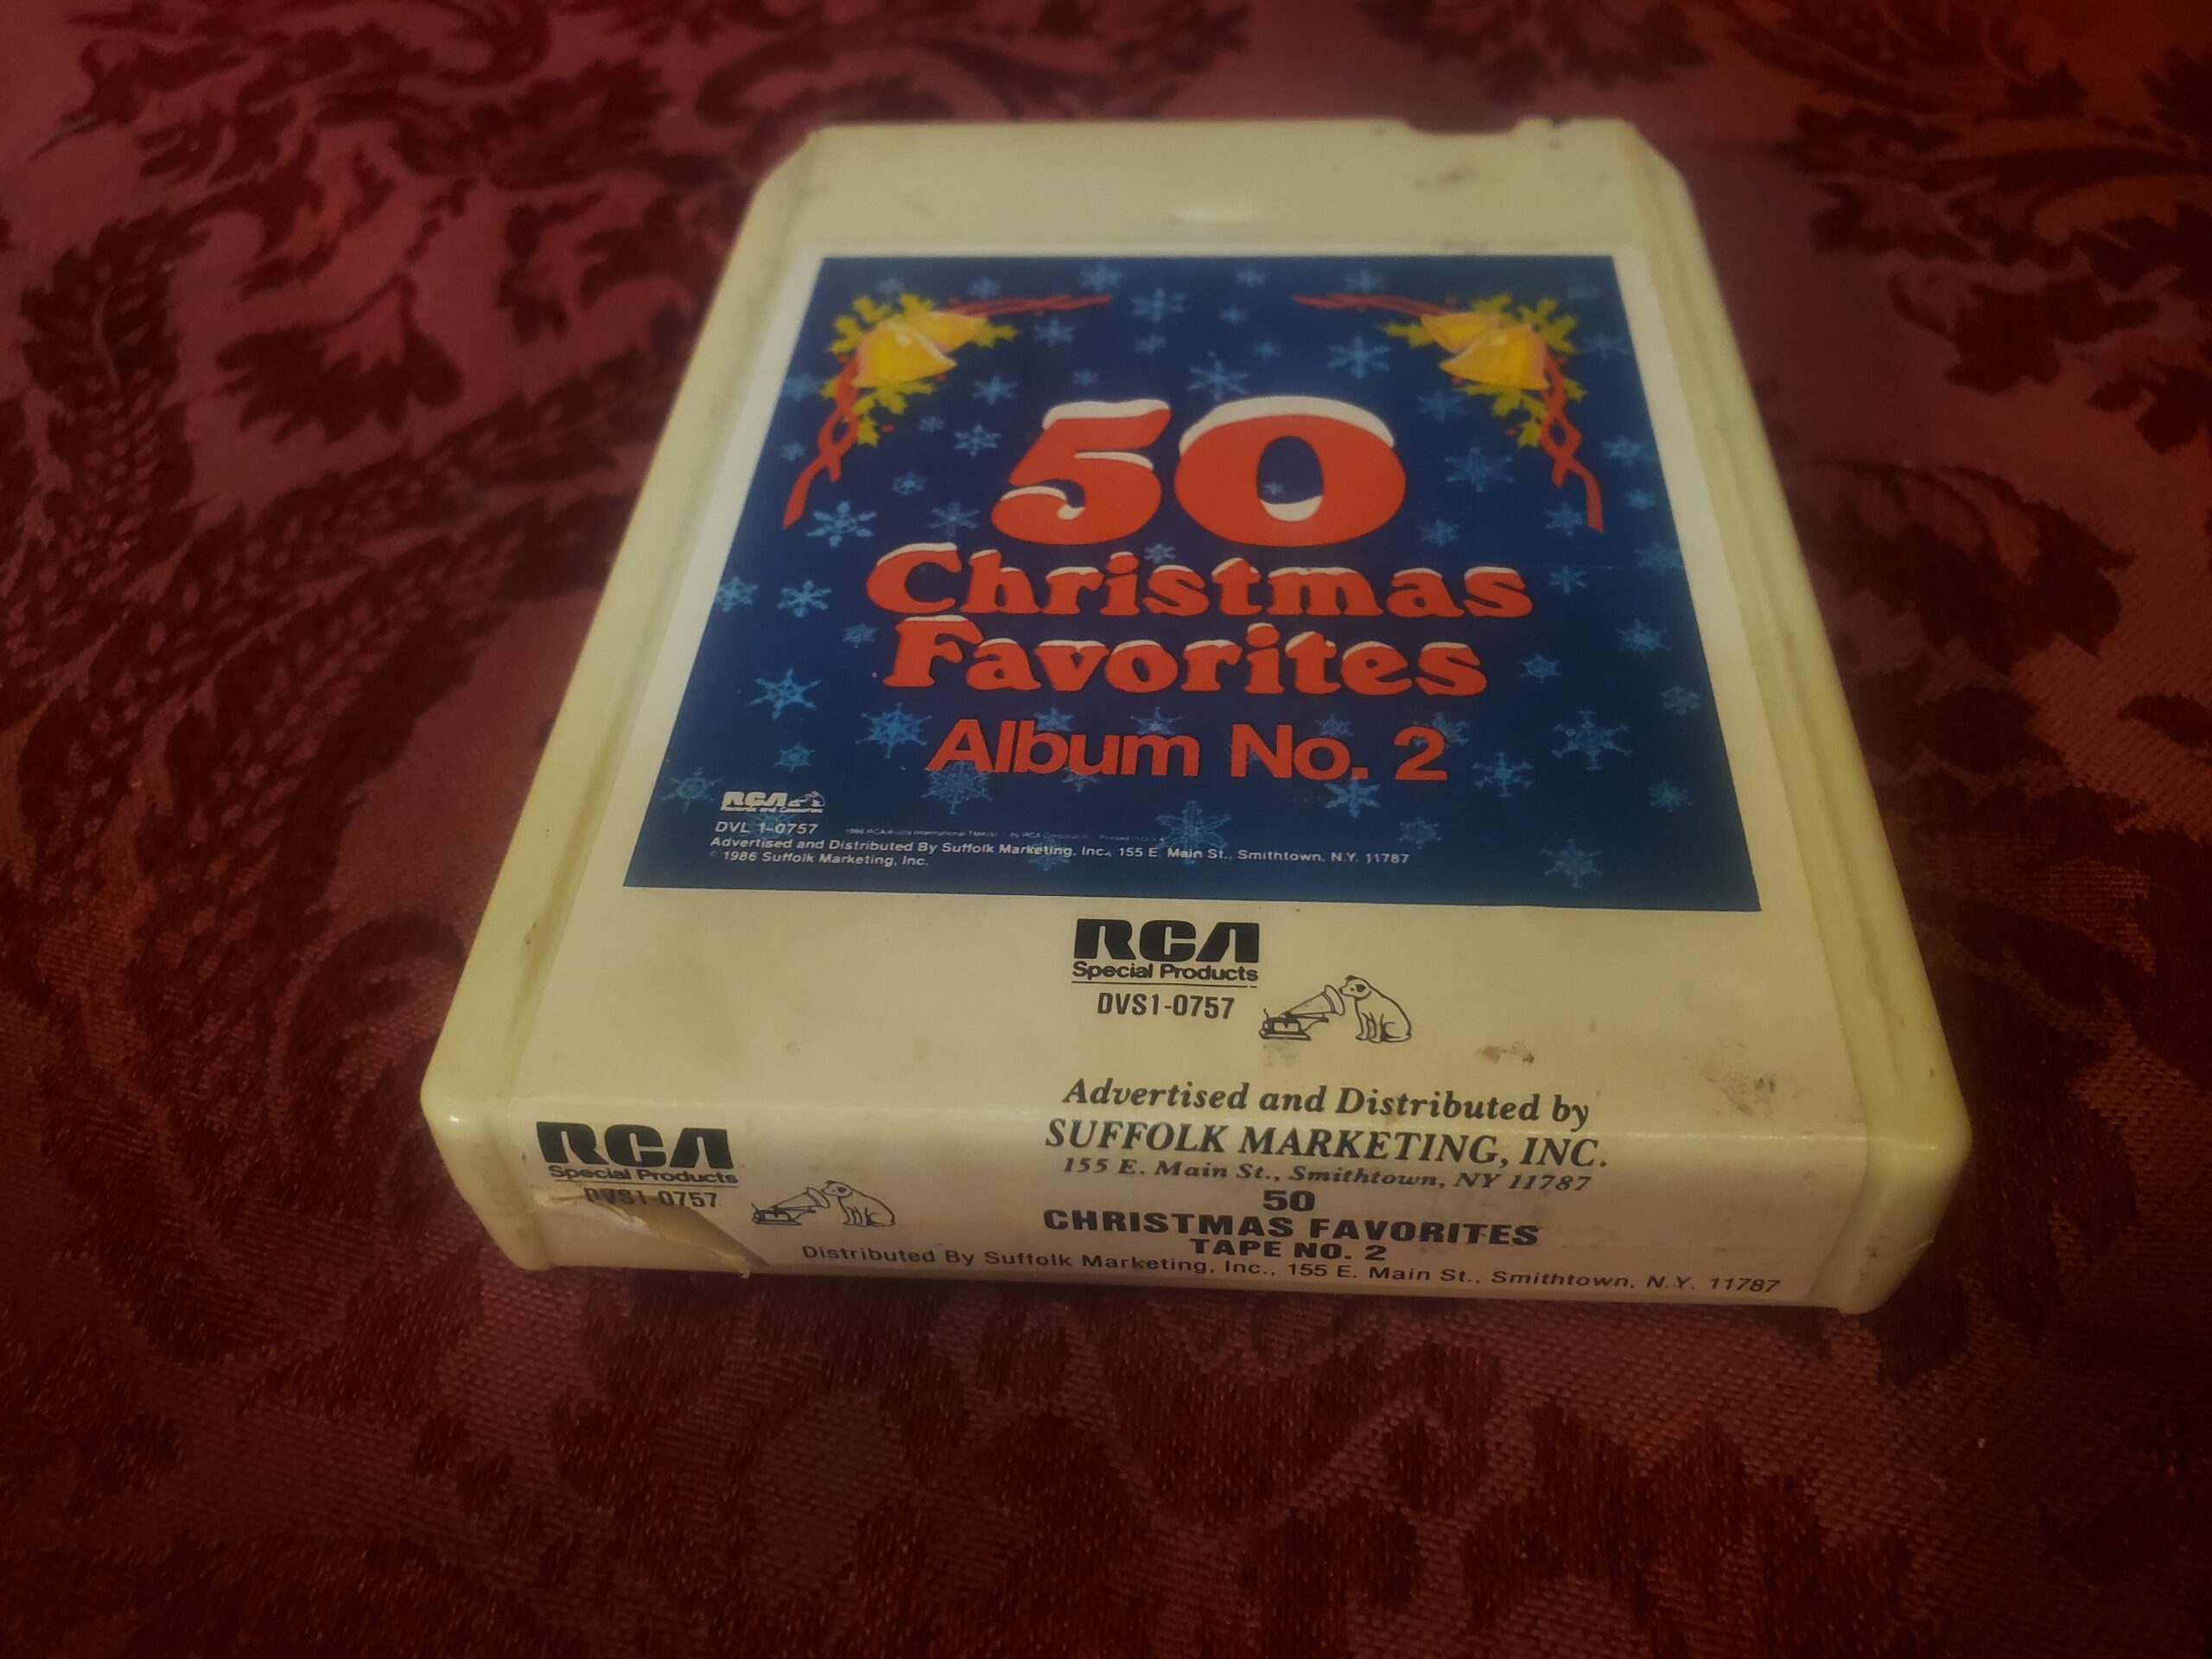 50
Christmas
Favorites
Album No. 2
RCA
Records and Cassettes
DVL 1-0757
Advertised and Distributed By Suffolk Marketing, Inc., 155 E. Main St., Smithtown, N.Y. 11787
1986 Suffolk Marketing, Inc.
RCA
Special Products
DVS1-0757
Advertised and Distributed by
SUFFOLK MARKETING, INC.
155 E. Main St., Smithtown, NY 11787
RCA
Special Products
DVS1-0757
50
CHRISTMAS FAVORITES
TAPE NO. 2
Distributed By Suffolk Marketing, Inc., 155 E. Main St., Smithtown, N.Y. 11787